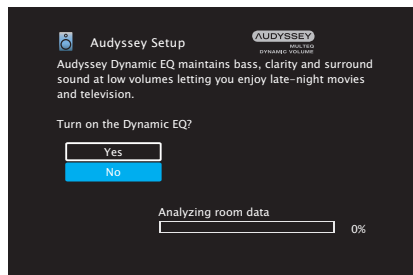 Audyssey Setup
AUDYSSEY
MULTEQ
DYNAMIC VOLUME
Audyssey Dynamic EQ maintains bass, clarity and surround
sound at low volumes letting you enjoy late-night movies
and television.
Turn on the Dynamic EQ?
Yes
No
Analyzing room data
0%